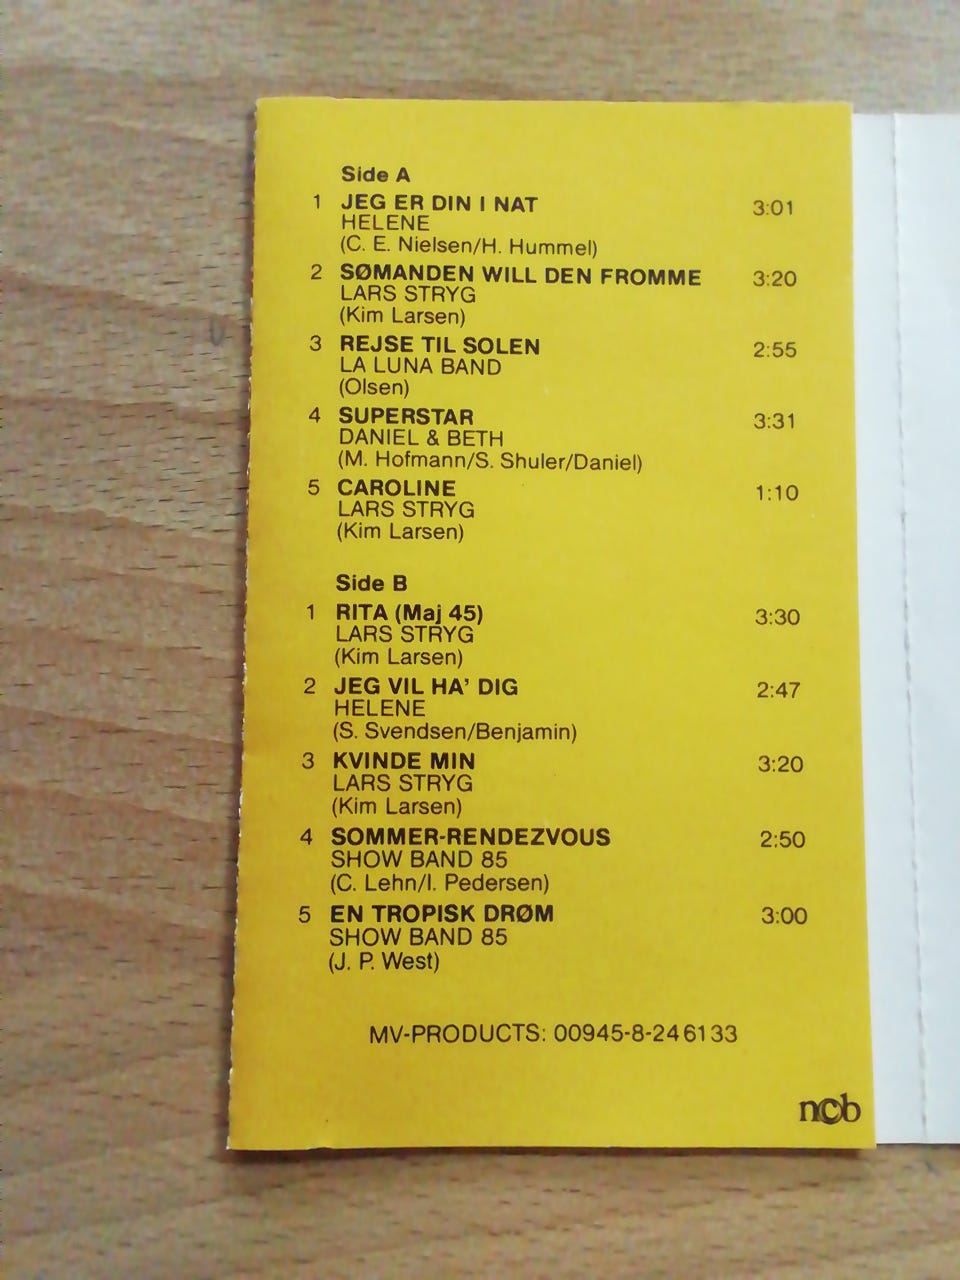 Side A
1 JEG ER DIN I NAT 3:01
HELENE
(C. E. Nielsen/H. Hummel)
2 SØMANDEN WILL DEN FROMME 3:20
LARS STRYG
(Kim Larsen)
3 REJSE TIL SOLEN 2:55
LA LUNA BAND
(Olsen)
4 SUPERSTAR 3:31
DANIEL & BETH
(M. Hofmann/S. Shuler/Daniel)
5 CAROLINE 1:10
LARS STRYG
(Kim Larsen)
Side B
1 RITA (Maj 45) 3:30
LARS STRYG
(Kim Larsen)
2 JEG VIL HA' DIG 2:47
HELENE
(S. Svendsen/Benjamin)
3 KVINDE MIN 3:20
LARS STRYG
(Kim Larsen)
4 SOMMER-RENDEZVOUS 2:50
SHOW BAND 85
(C. Lehn/I. Pedersen)
5 EN TROPISK DRØM 3:00
SHOW BAND 85
(J. P. West)
MV-PRODUCTS: 00945-8-246133
ncb